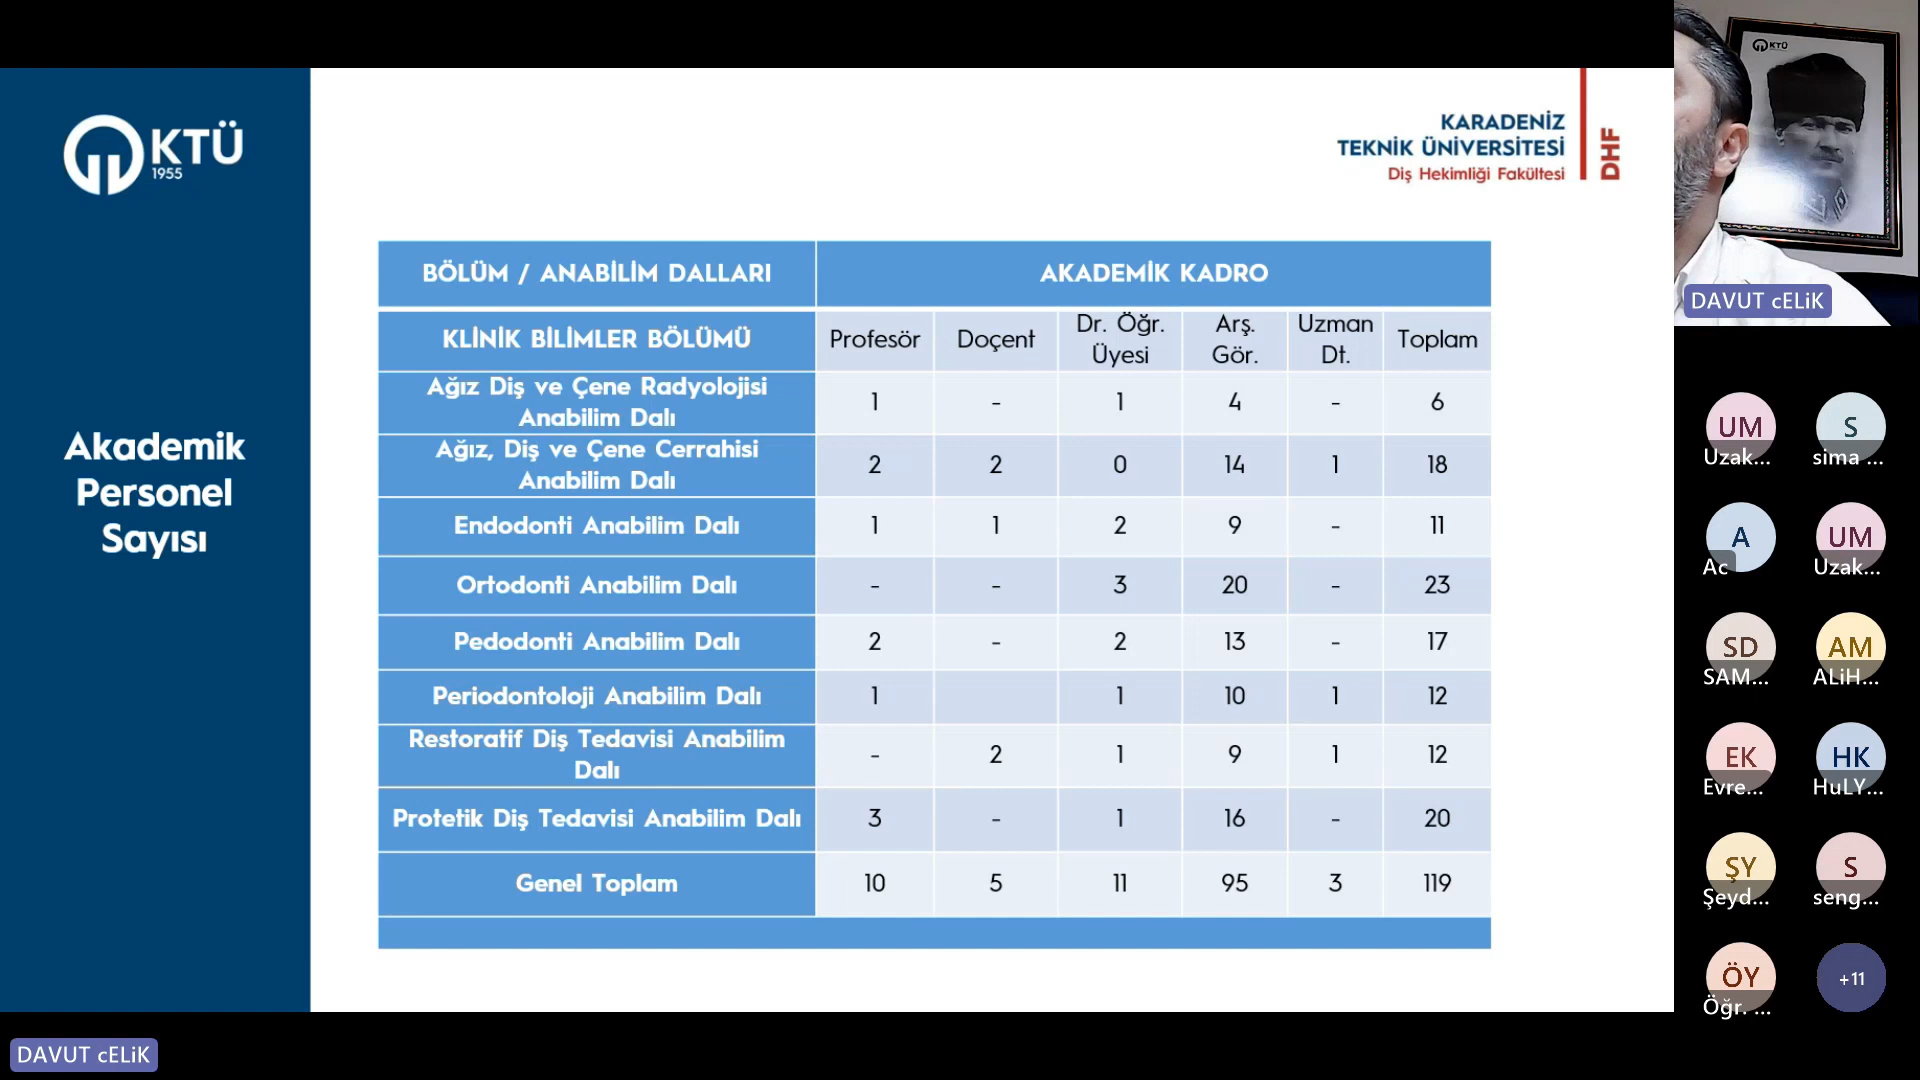 KTÜ
1955
Akademik
Personel
Sayısı
KARADENİZ
TEKNİK ÜNİVERSİTESİ
Diş Hekimliği Fakültesi
DHF
BÖLÜM / ANABİLİM DALLARI AKADEMİK KADRO
KLİNİK BİLİMLER BÖLÜMÜ Profesör Doçent Dr. Öğr. Üyesi Arş. Gör. Uzman Dt. Toplam
Ağız Diş ve Çene Radyolojisi
Anabilim Dalı 1 - 1 4 - 6
Ağız, Diş ve Çene Cerrahisi
Anabilim Dalı 2 2 0 14 1 18
Endodonti Anabilim Dalı 1 1 2 9 - 11
Ortodonti Anabilim Dalı - - 3 20 - 23
Pedodonti Anabilim Dalı 2 - 2 13 - 17
Periodontoloji Anabilim Dalı 1 1 10 1 12
Restoratif Diş Tedavisi Anabilim
Dalı - 2 1 9 1 12
Protetik Diş Tedavisi Anabilim Dalı 3 - 1 16 - 20
Genel Toplam 10 5 11 95 3 119
KTÜ
DAVUT cELiK
UM S
Uzak... sima ...
A UM
Ac Uzak...
SD AM
SAM... ALiH...
EK HK
Evre... HuLY...
ŞY S
Şeyd... seng...
ÖY +11
Öğr. ...
DAVUT cELiK